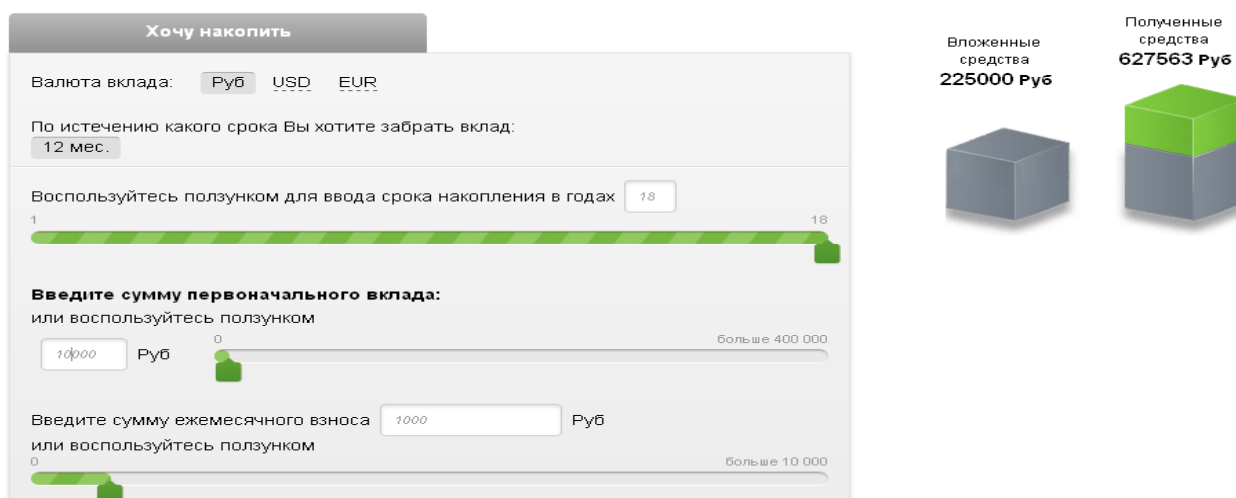 Хочу накопить
Валюта вклада: Руб USD EUR
По истечению какого срока Вы хотите забрать вклад:
12 мес.
Воспользуйтесь ползунком для ввода срока накопления в годах 18
1 18
Введите сумму первоначального вклада:
или воспользуйтесь ползунком
0 больше 400 000
10000 Руб
Введите сумму ежемесячного взноса 1000 Руб
или воспользуйтесь ползунком
0 больше 10 000
Вложенные
средства
225000 Руб
Полученные
средства
627563 Руб